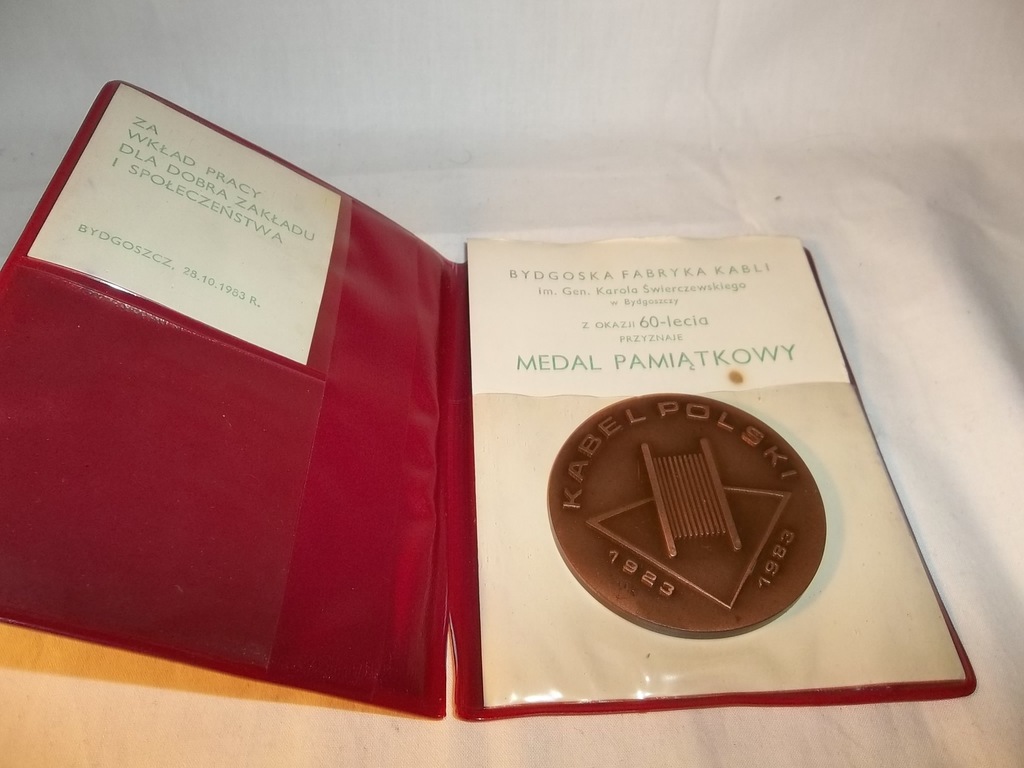 ZA
WKŁAD PRACY
DLA DOBRA ZAKŁADU
I SPOŁECZEŃSTWA
BYDGOSZCZ, 28.10.1983 R.
BYDGOSKA FABRYKA KABLI
im. Gen. Karola Świerczewskiego
w Bydgoszczy
Z OKAZJI 60-lecia
PRZYZNAJE
MEDAL PAMIĄTKOWY
KABEL POLSKI
1923 1983